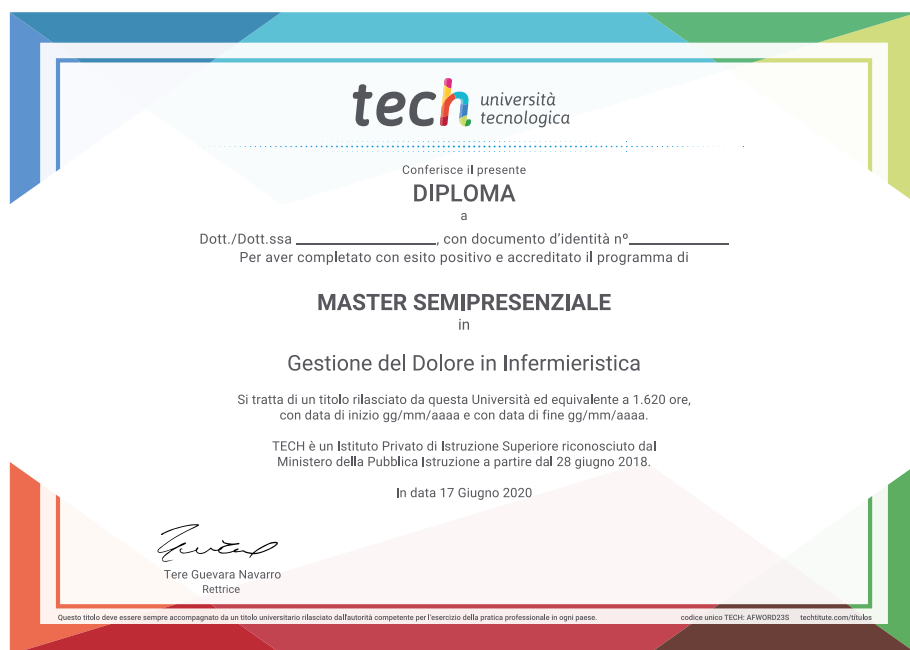 tech università
tecnologica
Conferisce il presente
DIPLOMA
a
Dott./Dott.ssa ____________________, con documento d'identità nº______________
Per aver completato con esito positivo e accreditato il programma di
MASTER SEMIPRESENZIALE
in
Gestione del Dolore in Infermieristica
Si tratta di un titolo rilasciato da questa Università ed equivalente a 1.620 ore,
con data di inizio gg/mm/aaaa e con data di fine gg/mm/aaaa.
TECH è un Istituto Privato di Istruzione Superiore riconosciuto dal
Ministero della Pubblica Istruzione a partire dal 28 giugno 2018.
In data 17 Giugno 2020
Tere Guevara Navarro
Rettrice
Questo titolo deve essere sempre accompagnato da un titolo universitario rilasciato dall'autorità competente per l'esercizio della pratica professionale in ogni paese. codice unico TECH: AFWORD23S techtitute.com/titulos